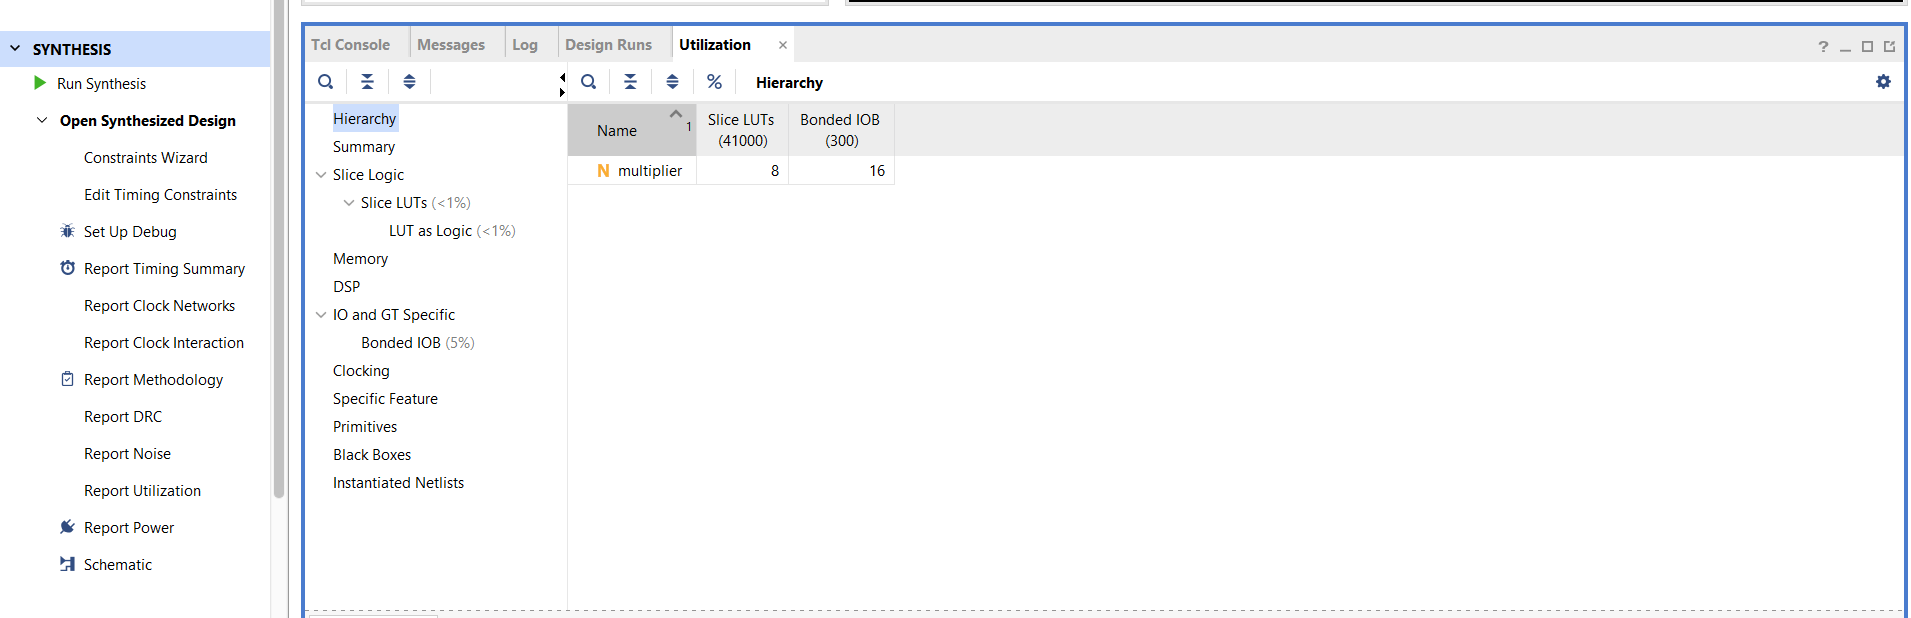 SYNTHESIS
Run Synthesis
Open Synthesized Design
Constraints Wizard
Edit Timing Constraints
Set Up Debug
Report Timing Summary
Report Clock Networks
Report Clock Interaction
Report Methodology
Report DRC
Report Noise
Report Utilization
Report Power
Schematic
Tcl Console Messages Log Design Runs Utilization × ?
% Hierarchy
Hierarchy
Summary
Slice Logic
Slice LUTs (<1%)
LUT as Logic (<1%)
Memory
DSP
IO and GT Specific
Bonded IOB (5%)
Clocking
Specific Feature
Primitives
Black Boxes
Instantiated Netlists
Name 1 Slice LUTs (41000) Bonded IOB (300)
N multiplier 8 16